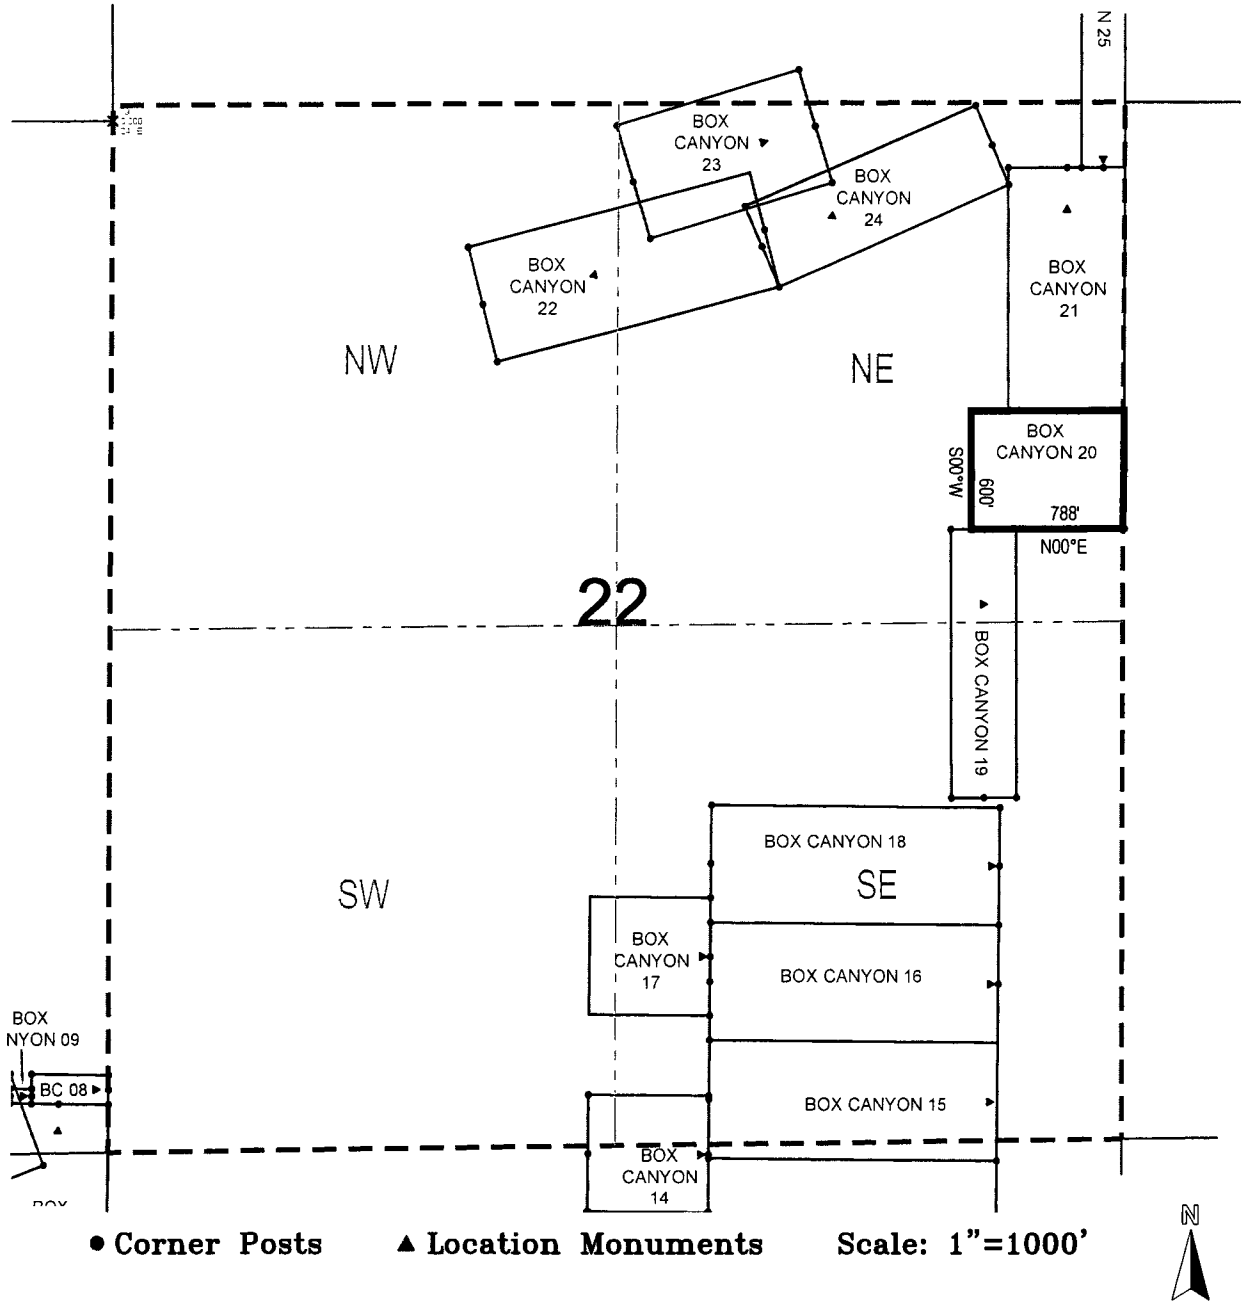 N 25
BOX
CANYON
23
BOX
CANYON
24
BOX
CANYON
22
BOX
CANYON
21
NW
NE
BOX
CANYON 20
S00°W
600'
788'
N00°E
22
BOX CANYON 19
BOX CANYON 18
SW
SE
BOX
CANYON
17
BOX CANYON 16
BOX
NYON 09
BC 08
BOX CANYON 15
BOX
CANYON
14
BOX
N
Corner Posts
Location Monuments
Scale: 1"=1000'